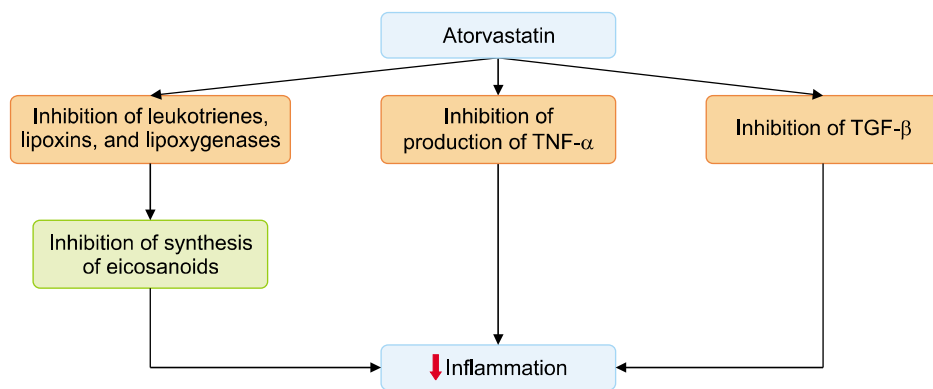 Atorvastatin
Inhibition of leukotrienes,
lipoxins, and lipoxygenases
Inhibition of
production of TNF-α
Inhibition of TGF-β
Inhibition of synthesis
of eicosanoids
Inflammation